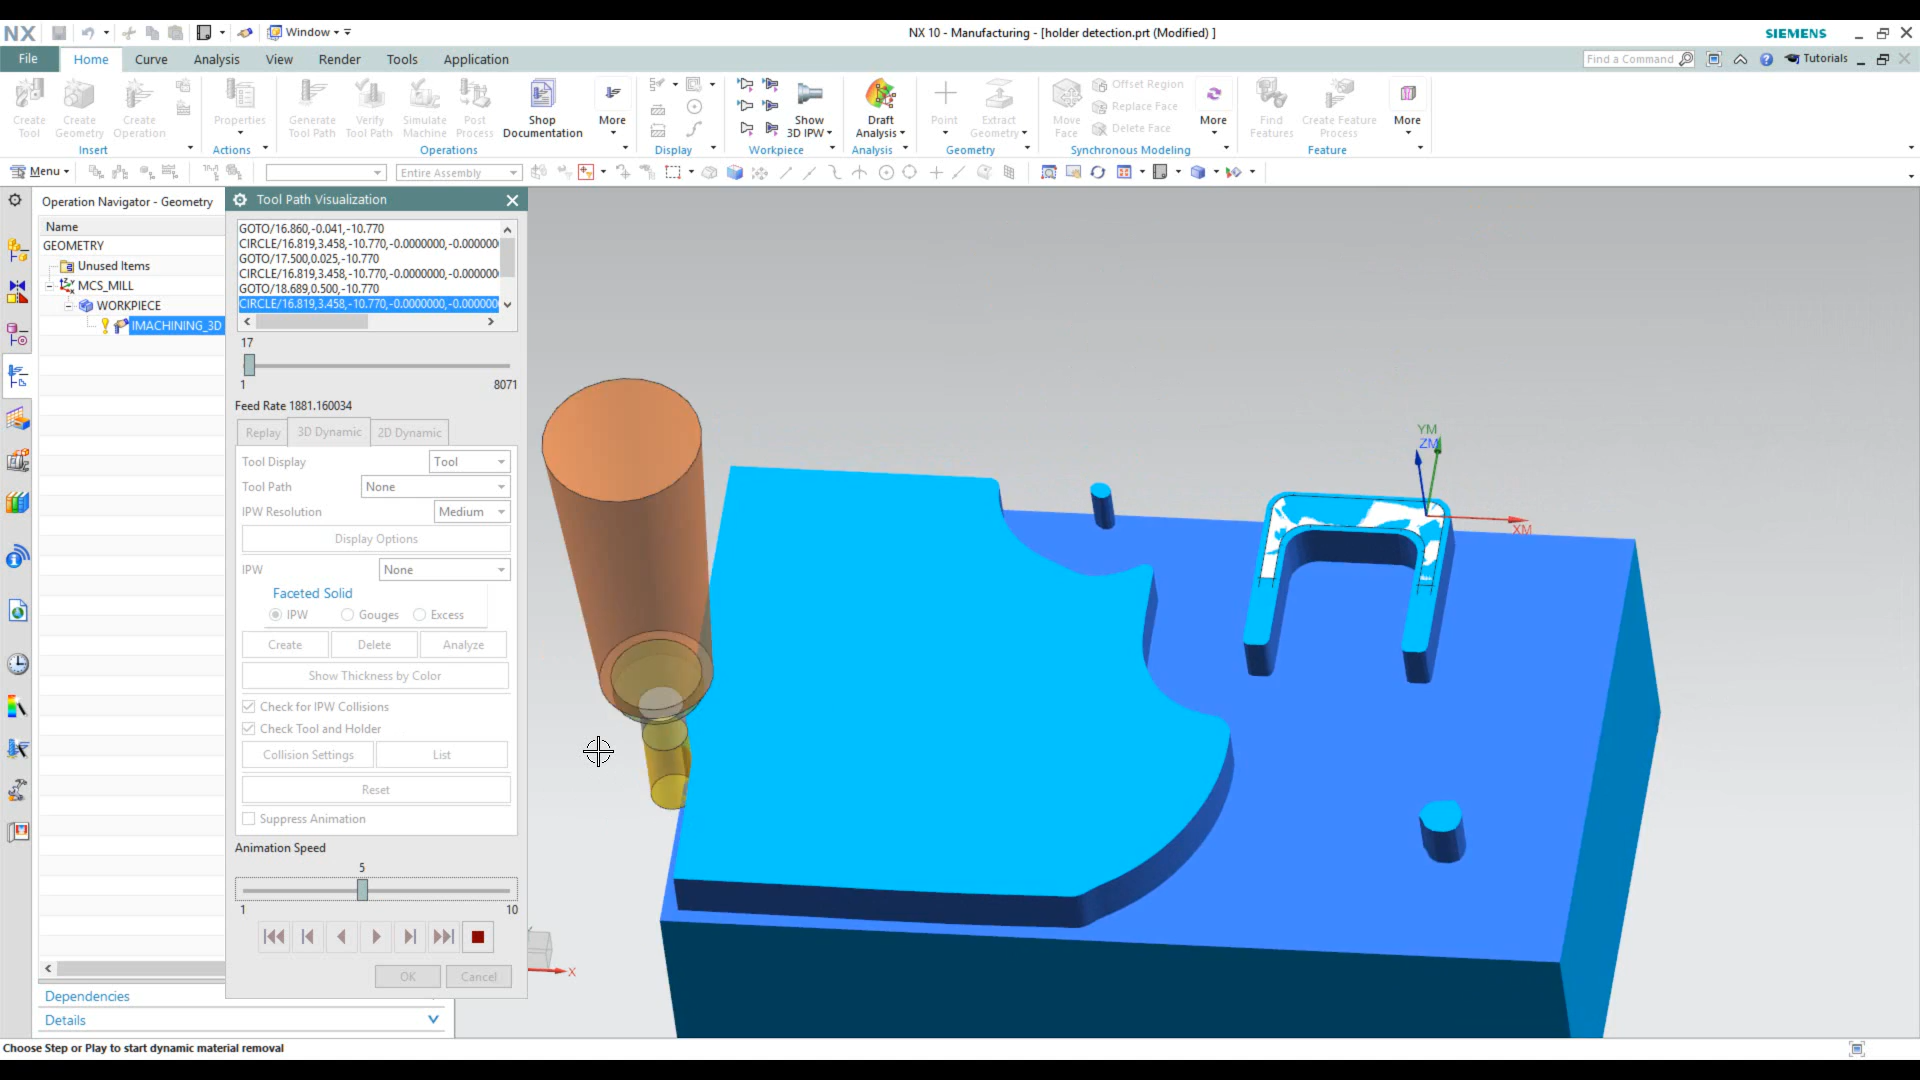 NX
Window
NX 10 - Manufacturing - [holder detection.prt (Modified) ]
SIEMENS
File
Home
Curve
Analysis
View
Render
Tools
Application
Find a Command
Tutorials
Create Tool
Create Geometry
Create Operation
Properties
Generate Tool Path
Verify Tool Path
Simulate Machine
Post Process
Shop Documentation
More
Show 3D IPW
Draft Analysis
Point
Extract Geometry
Move Face
Offset Region
Replace Face
Delete Face
More
Find Features
Create Feature Process
More
Insert
Actions
Operations
Display
Workpiece
Analysis
Geometry
Synchronous Modeling
Feature
Menu
Entire Assembly
Operation Navigator - Geometry
Name
GEOMETRY
Unused Items
MCS_MILL
WORKPIECE
IMACHINING_3D
Dependencies
Details
Tool Path Visualization
GOTO/16.860,-0.041,-10.770
CIRCLE/16.819,3.458,-10.770,-0.0000000,-0.000000
GOTO/17.500,0.025,-10.770
CIRCLE/16.819,3.458,-10.770,-0.0000000,-0.000000
GOTO/18.689,0.500,-10.770
CIRCLE/16.819,3.458,-10.770,-0.0000000,-0.000000
17
1
8071
Feed Rate 1881.160034
Replay
3D Dynamic
2D Dynamic
Tool Display
Tool
Tool Path
None
IPW Resolution
Medium
Display Options
IPW
None
Faceted Solid
IPW
Gouges
Excess
Create
Delete
Analyze
Show Thickness by Color
Check for IPW Collisions
Check Tool and Holder
Collision Settings
List
Reset
Suppress Animation
Animation Speed
5
1
10
OK
Cancel
YM
ZM
XM
X
Choose Step or Play to start dynamic material removal